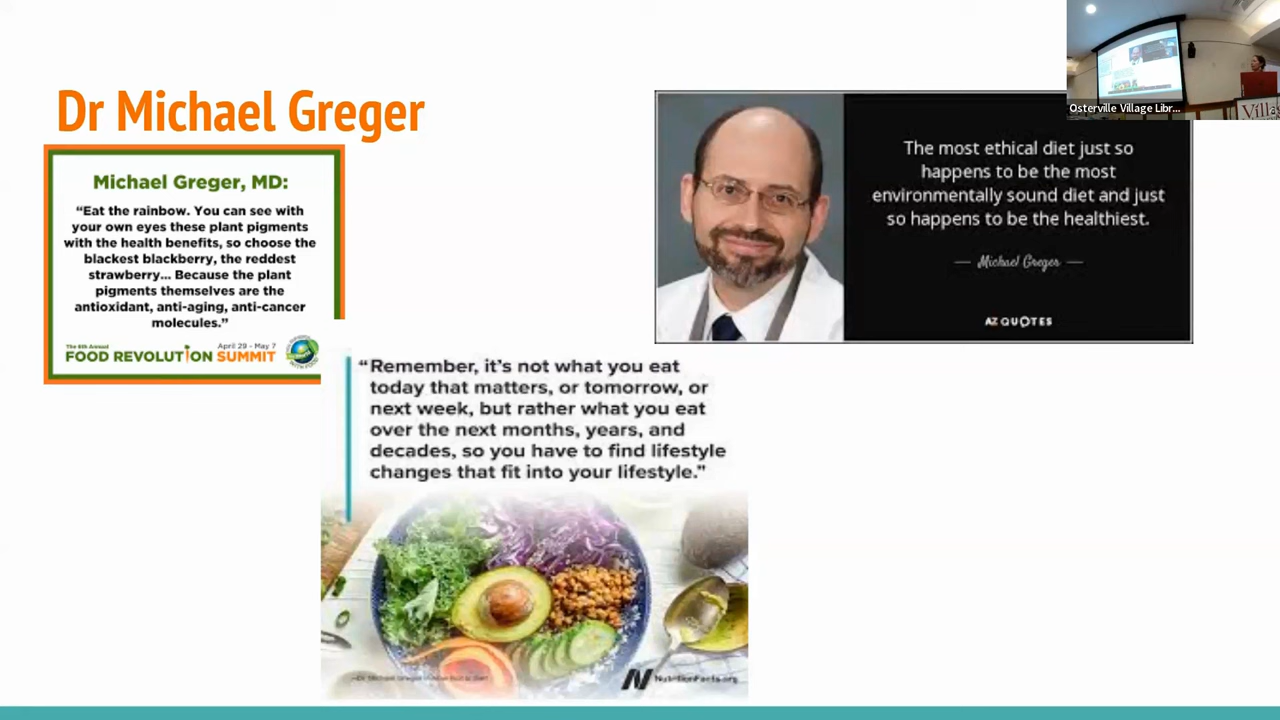 Dr Michael Greger
Michael Greger, MD:
“Eat the rainbow. You can see with
your own eyes these plant pigments
with the health benefits, so choose the
blackest blackberry, the reddest
strawberry... Because the plant
pigments themselves are the
antioxidant, anti-aging, anti-cancer
molecules.”
The 6th Annual
FOOD REVOLUTION SUMMIT
April 29 - May 7
The most ethical diet just so
happens to be the most
environmentally sound diet and just
so happens to be the healthiest.
— Michael Greger —
AZ QUOTES
Osterville Village Libr...
“Remember, it’s not what you eat
today that matters, or tomorrow, or
next week, but rather what you eat
over the next months, years, and
decades, so you have to find lifestyle
changes that fit into your lifestyle.”
NutritionFacts.org